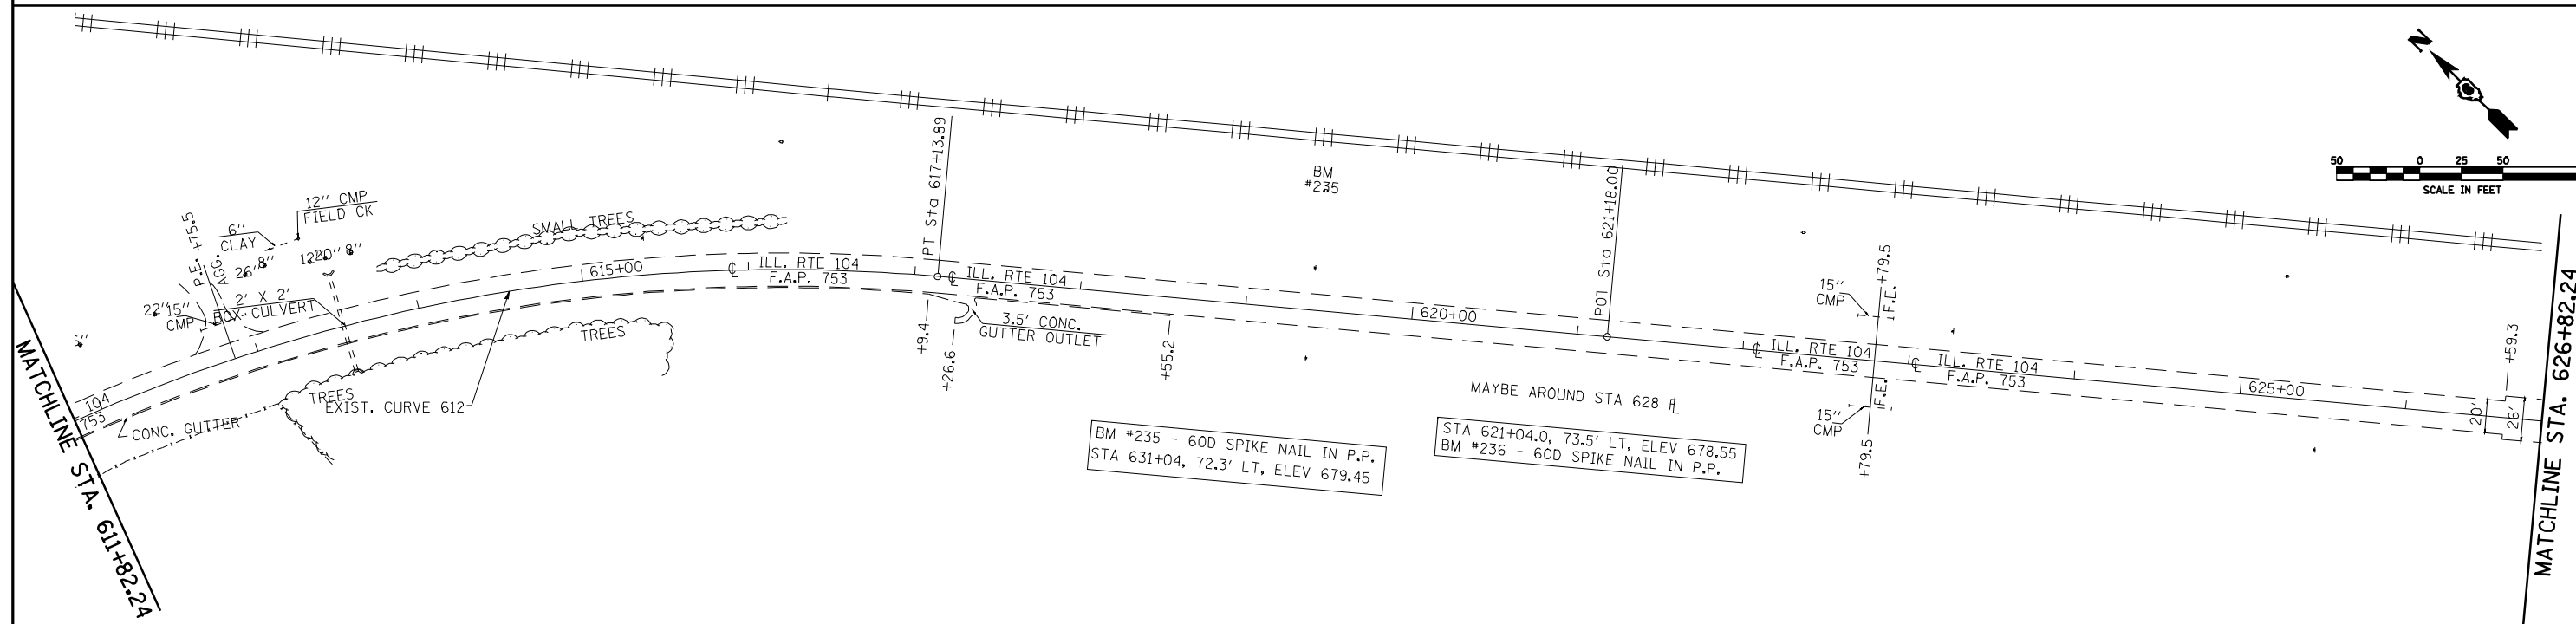 N
50 0 25 50
SCALE IN FEET
BM
#235
PT Sta 617+13.89
POT Sta 621+18.00
12'' CMP
FIELD CK
SMALL TREES
P.E. +75.5
AGG.
6''
CLAY
26''
8''
12''
20''
8''
22''
15''
CMP
2' X 2'
BOX CULVERT
615+00
℄ ILL. RTE 104
F.A.P. 753
℄ ILL. RTE 104
F.A.P. 753
3.5' CONC.
GUTTER OUTLET
+9.4
+26.6
+55.2
620+00
15''
CMP
+79.5
F.E.
℄ ILL. RTE 104
F.A.P. 753
℄ ILL. RTE 104
F.A.P. 753
F.E.
15''
CMP
+79.5
625+00
+59.3
20'
26'
TREES
TREES
EXIST. CURVE 612
104
753
CONC. GUTTER
MAYBE AROUND STA 628
BM #235 - 60D SPIKE NAIL IN P.P.
STA 631+04, 72.3' LT, ELEV 679.45
STA 621+04.0, 73.5' LT, ELEV 678.55
BM #236 - 60D SPIKE NAIL IN P.P.
MATCHLINE STA. 611+82.24
MATCHLINE STA. 626+82.24